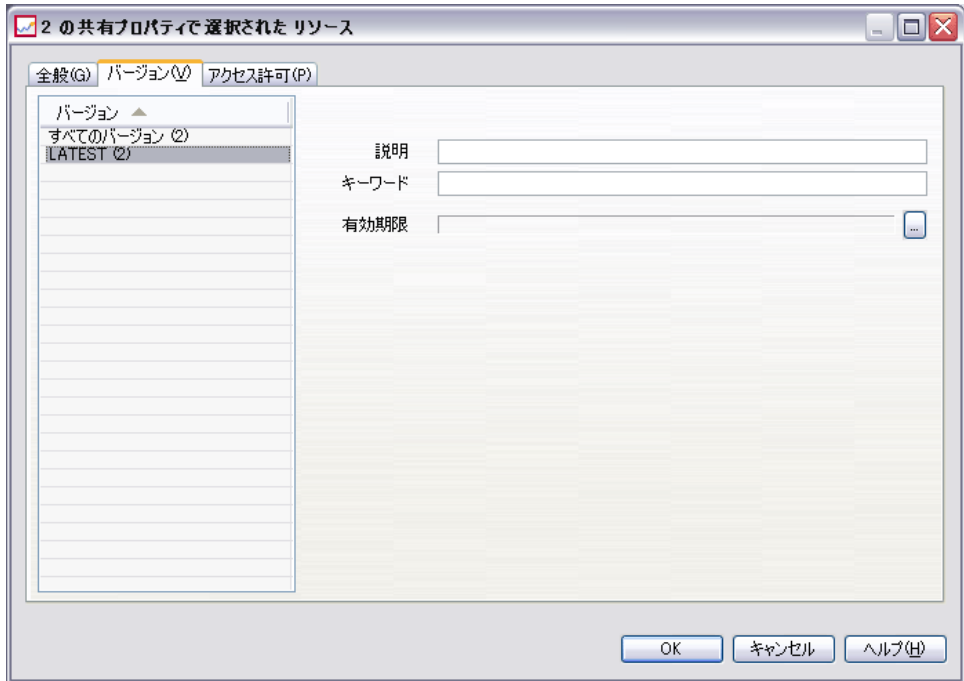 2 の共有プロパティで選択された リソース
全般(G) バージョン(V) アクセス許可(P)
バージョン
すべてのバージョン (2)
LATEST (2)
説明
キーワード
有効期限
...
OK キャンセル ヘルプ(H)